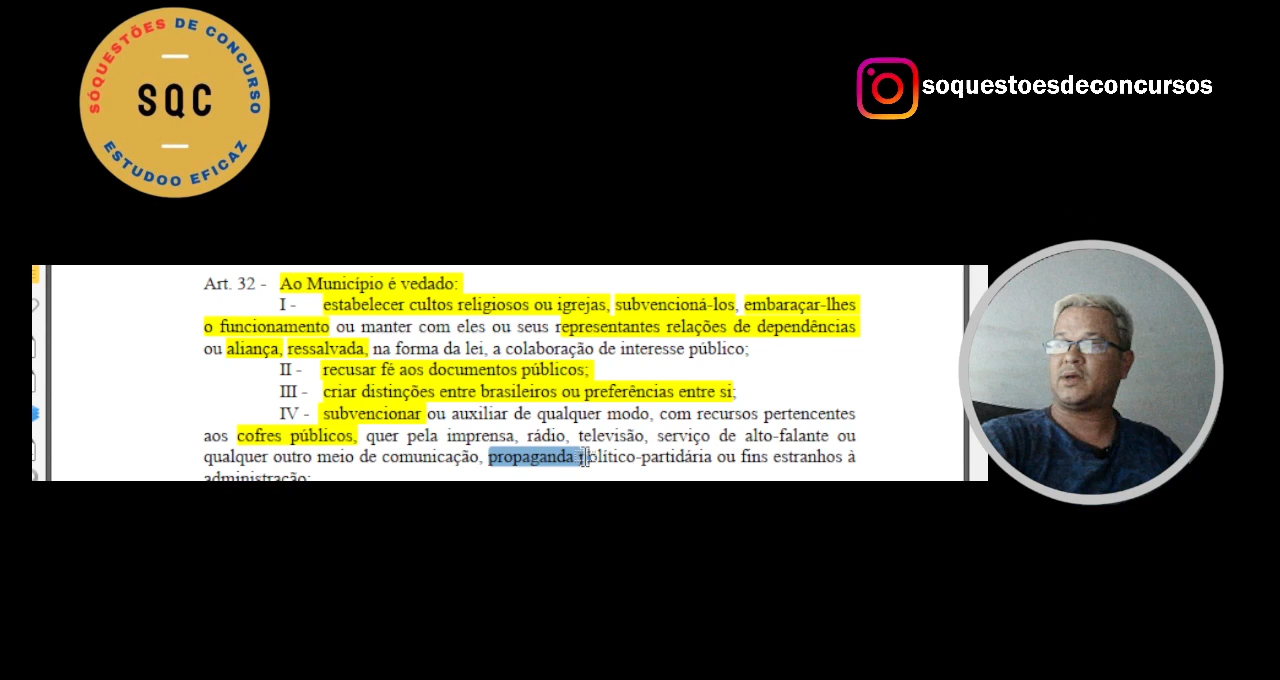 SÓQUESTÕES DE CONCURSO
SQC
ESTUDOO EFICAZ
soquestoesdeconcursos
Art. 32 - Ao Município é vedado:
I - estabelecer cultos religiosos ou igrejas, subvencioná-los, embaraçar-lhes
o funcionamento ou manter com eles ou seus representantes relações de dependências
ou aliança, ressalvada, na forma da lei, a colaboração de interesse público;
II - recusar fé aos documentos públicos;
III - criar distinções entre brasileiros ou preferências entre si;
IV - subvencionar ou auxiliar de qualquer modo, com recursos pertencentes
aos cofres públicos, quer pela imprensa, rádio, televisão, serviço de alto-falante ou
qualquer outro meio de comunicação, propaganda político-partidária ou fins estranhos à
administração;